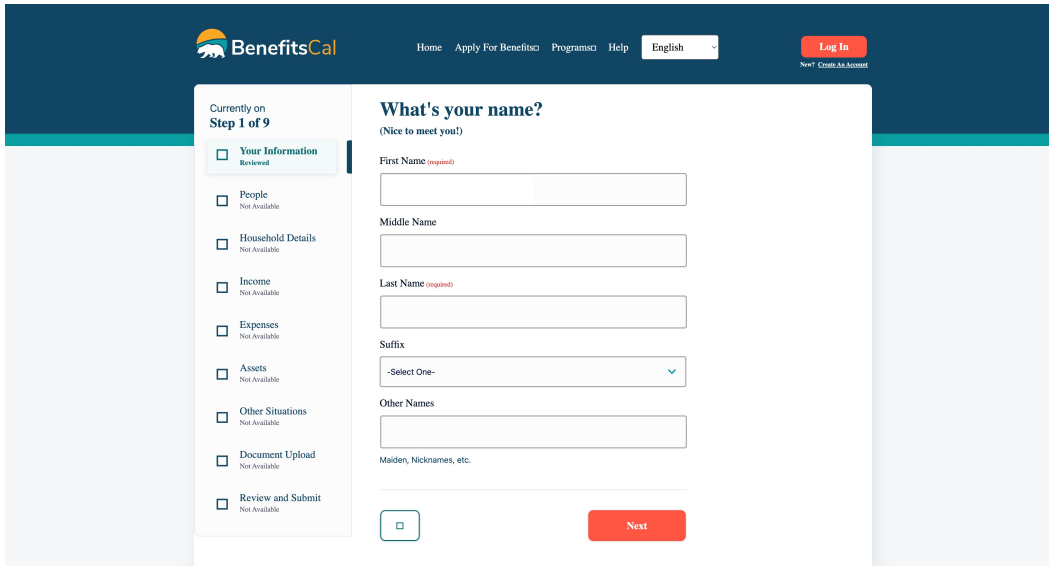 BenefitsCal
Home Apply For Benefits Programs Help English
Log In
New? Create An Account
Currently on
Step 1 of 9
Your Information
Reviewed
People
Not Available
Household Details
Not Available
Income
Not Available
Expenses
Not Available
Assets
Not Available
Other Situations
Not Available
Document Upload
Not Available
Review and Submit
Not Available
What's your name?
(Nice to meet you!)
First Name (required)
Middle Name
Last Name (required)
Suffix
-Select One-
Other Names
Maiden, Nicknames, etc.
Next